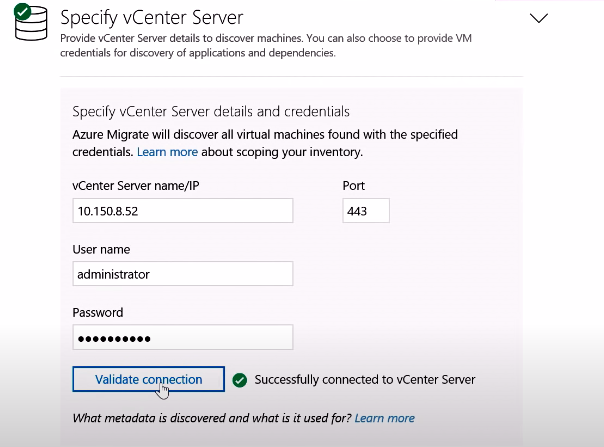 Specify vCenter Server
Provide vCenter Server details to discover machines. You can also choose to provide VM
credentials for discovery of applications and dependencies.
Specify vCenter Server details and credentials
Azure Migrate will discover all virtual machines found with the specified
credentials. Learn more about scoping your inventory.
vCenter Server name/IP Port
10.150.8.52 443
User name
administrator
Password
●●●●●●●●●●
Validate connection Successfully connected to vCenter Server
What metadata is discovered and what is it used for? Learn more